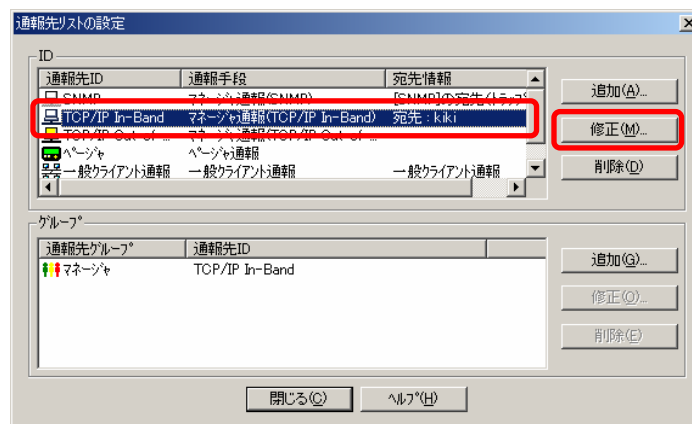 通報先リストの設定
ID
通報先ID 通報手段 宛先情報
SNMP マネージャ通報(SNMP) [SNMP]の宛先(トラップ
TCP/IP In-Band マネージャ通報(TCP/IP In-Band) 宛先 : kiki
TCP/IP Out-of-... マネージャ通報(TCP/IP Out-of-...
ページャ ページャ通報
一般クライアント通報 一般クライアント通報 一般クライアント通報
追加(A)...
修正(M)...
削除(D)
グループ
通報先グループ 通報先ID
マネージャ TCP/IP In-Band
追加(G)...
修正(O)...
削除(E)
閉じる(C) ヘルプ(H)